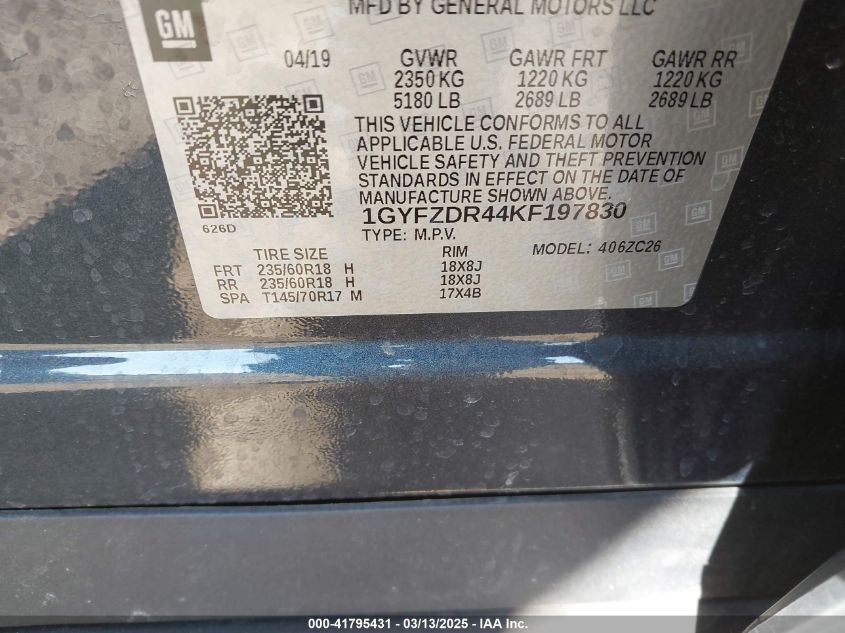 MFD BY GENERAL MOTORS LLC
GM
04/19 GVWR GAWR FRT GAWR RR
2350 KG 1220 KG 1220 KG
5180 LB 2689 LB 2689 LB
THIS VEHICLE CONFORMS TO ALL
APPLICABLE U.S. FEDERAL MOTOR
VEHICLE SAFETY AND THEFT PREVENTION
STANDARDS IN EFFECT ON THE DATE OF
MANUFACTURE SHOWN ABOVE.
1GYFZDR44KF197830
626D
TYPE: M.P.V. MODEL: 406ZC26
TIRE SIZE RIM
FRT 235/60R18 H 18X8J
RR 235/60R18 H 18X8J
SPA T145/70R17 M 17X4B
000-41795431 - 03/13/2025 - IAA, Inc.